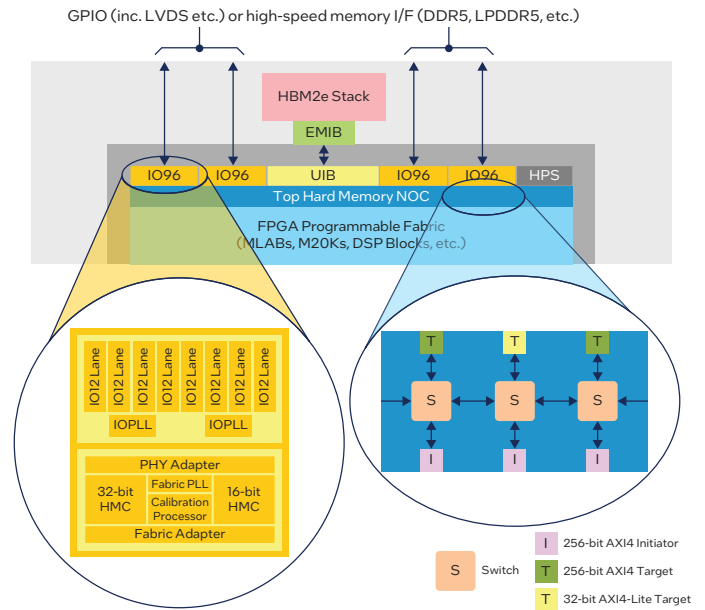 GPIO (inc. LVDS etc.) or high-speed memory I/F (DDR5, LPDDR5, etc.)
HBM2e Stack
EMIB
IO96
IO96
UIB
IO96
IO96
HPS
Top Hard Memory NOC
FPGA Programmable Fabric
(MLABs, M20Ks, DSP Blocks, etc.)
IO12 Lane
IO12 Lane
IO12 Lane
IO12 Lane
IO12 Lane
IO12 Lane
IO12 Lane
IO12 Lane
IOPLL
IOPLL
PHY Adapter
32-bit
HMC
Fabric PLL
Calibration
Processor
16-bit
HMC
Fabric Adapter
T
T
T
S
S
S
I
I
I
S
Switch
I
256-bit AXI4 Initiator
T
256-bit AXI4 Target
T
32-bit AXI4-Lite Target